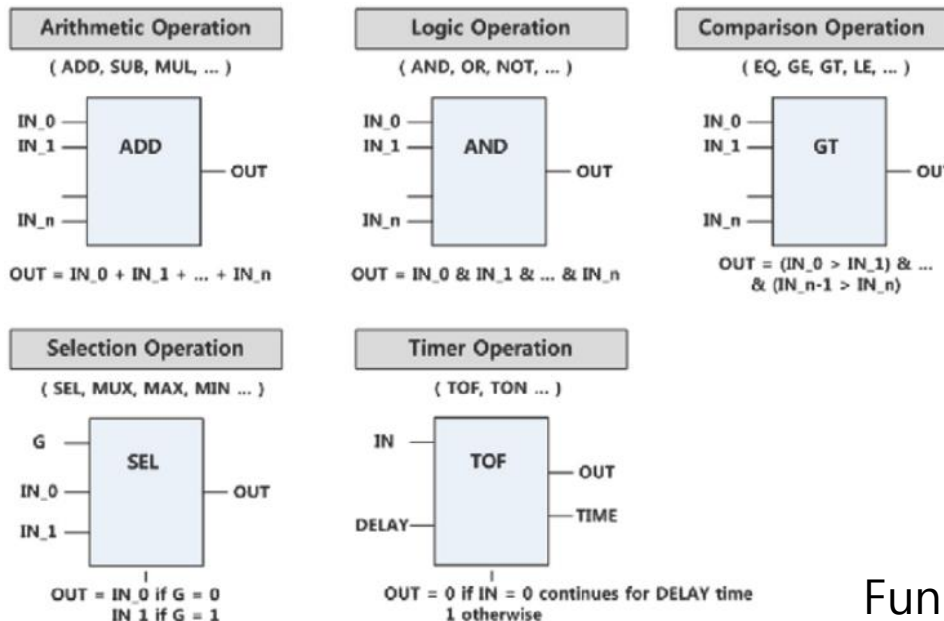 Arithmetic Operation
( ADD, SUB, MUL, ... )
IN_0
IN_1
ADD
OUT
IN_n
OUT = IN_0 + IN_1 + ... + IN_n
Logic Operation
( AND, OR, NOT, ... )
IN_0
IN_1
AND
OUT
IN_n
OUT = IN_0 & IN_1 & ... & IN_n
Comparison Operation
( EQ, GE, GT, LE, ... )
IN_0
IN_1
GT
OUT
IN_n
OUT = (IN_0 > IN_1) & ...
& (IN_n-1 > IN_n)
Selection Operation
( SEL, MUX, MAX, MIN ... )
G
SEL
IN_0
OUT
IN_1
OUT = IN_0 if G = 0
IN_1 if G = 1
Timer Operation
( TOF, TON ... )
IN
TOF
OUT
TIME
DELAY
OUT = 0 if IN = 0 continues for DELAY time
1 otherwise
Fun